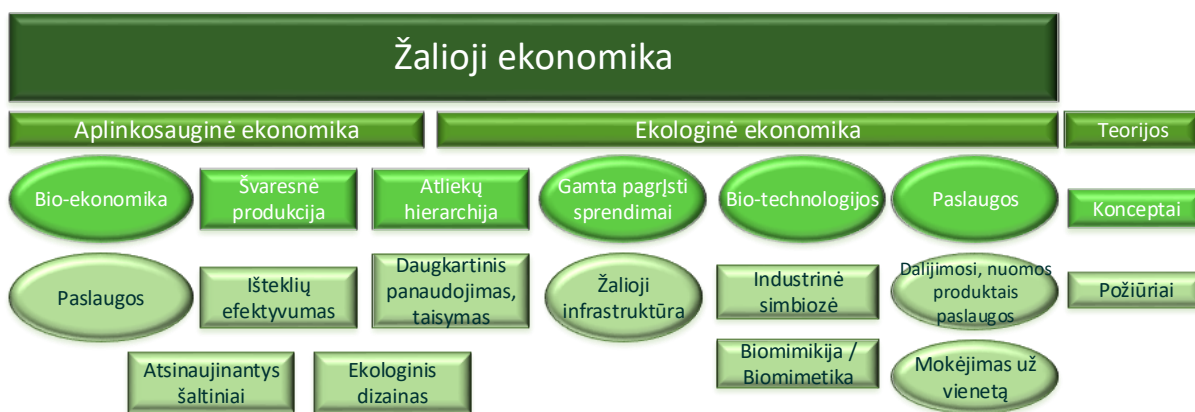 Žalioji ekonomika
Aplinkosauginė ekonomika
Ekologinė ekonomika
Teorijos
Bio-ekonomika
Švaresnė
produkcija
Atliekų
hierarchija
Gamta pagrĮsti
sprendimai
Bio-technologijos
Paslaugos
Konceptai
Paslaugos
Išteklių
efektyvumas
Daugkartinis
panaudojimas,
taisymas
Žalioji
infrastruktūra
Industrinė
simbiozė
Dalijimosi, nuomos
produktais
paslaugos
Požiūriai
Atsinaujinantys
šaltiniai
Ekologinis
dizainas
Biomimikija /
Biomimetika
Mokėjimas už
vienetą